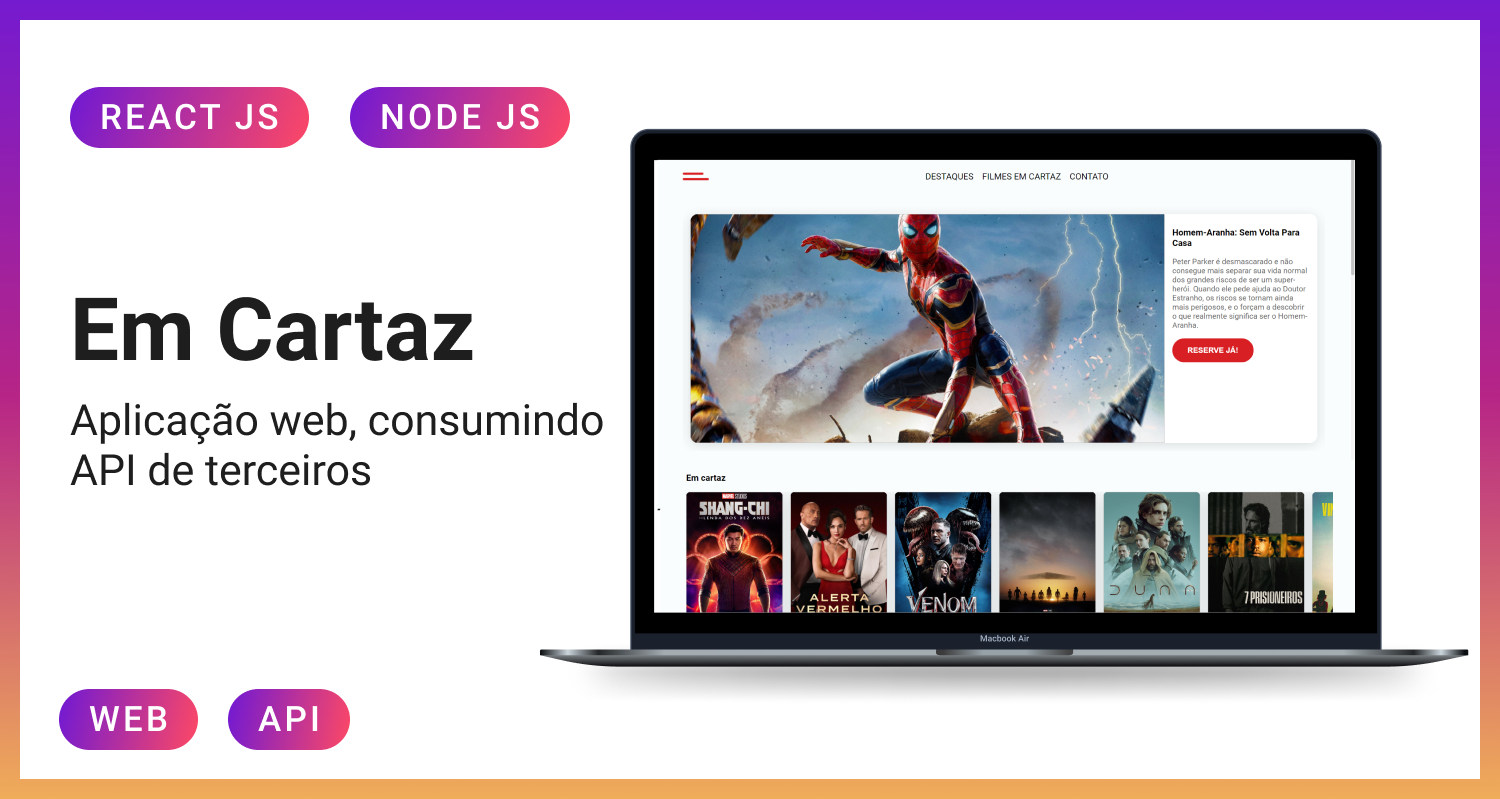 REACT JS
NODE JS
Em Cartaz
Aplicação web, consumindo
API de terceiros
WEB
API
DESTAQUES FILMES EM CARTAZ CONTATO
Homem-Aranha: Sem Volta Para
Casa
Peter Parker é desmascarado e não
consegue mais separar sua vida normal
dos grandes riscos de ser um super-
herói. Quando ele pede ajuda ao Doutor
Estranho, os riscos se tornam ainda
mais perigosos, e o forçam a descobrir
o que realmente significa ser o Homem-
Aranha.
RESERVE JÁ!
Em cartaz
MARVEL STUDIOS
SHANG-CHI
LENDA DOS DEZ ANÉIS
ALERTA
VERMELHO
VENOM
DUNA
7 PRISIONEIROS
Macbook Air